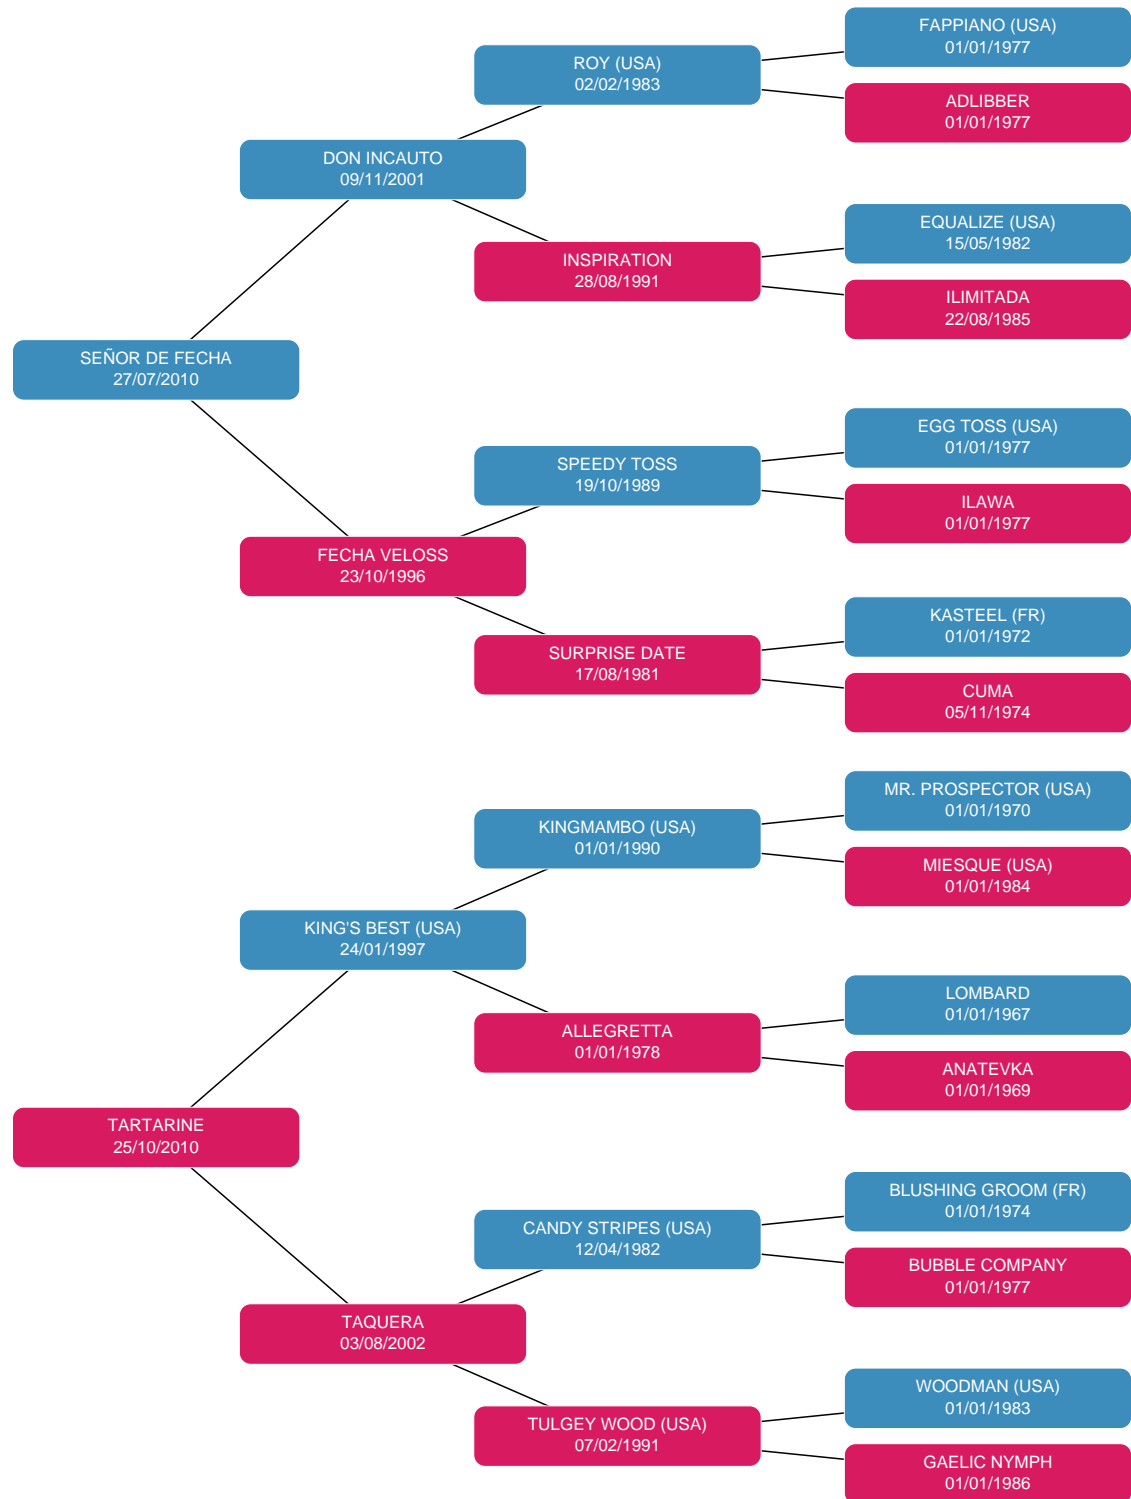 FAPPIANO (USA)
01/01/1977
ROY (USA)
02/02/1983
ADLIBBER
01/01/1977
DON INCAUTO
09/11/2001
EQUALIZE (USA)
15/05/1982
INSPIRATION
28/08/1991
ILIMITADA
22/08/1985
SEÑOR DE FECHA
27/07/2010
EGG TOSS (USA)
01/01/1977
SPEEDY TOSS
19/10/1989
ILAWA
01/01/1977
FECHA VELOSS
23/10/1996
KASTEEL (FR)
01/01/1972
SURPRISE DATE
17/08/1981
CUMA
05/11/1974
MR. PROSPECTOR (USA)
01/01/1970
KINGMAMBO (USA)
01/01/1990
MIESQUE (USA)
01/01/1984
KING'S BEST (USA)
24/01/1997
LOMBARD
01/01/1967
ALLEGRETTA
01/01/1978
ANATEVKA
01/01/1969
TARTARINE
25/10/2010
BLUSHING GROOM (FR)
01/01/1974
CANDY STRIPES (USA)
12/04/1982
BUBBLE COMPANY
01/01/1977
TAQUERA
03/08/2002
WOODMAN (USA)
01/01/1983
TULGEY WOOD (USA)
07/02/1991
GAELIC NYMPH
01/01/1986